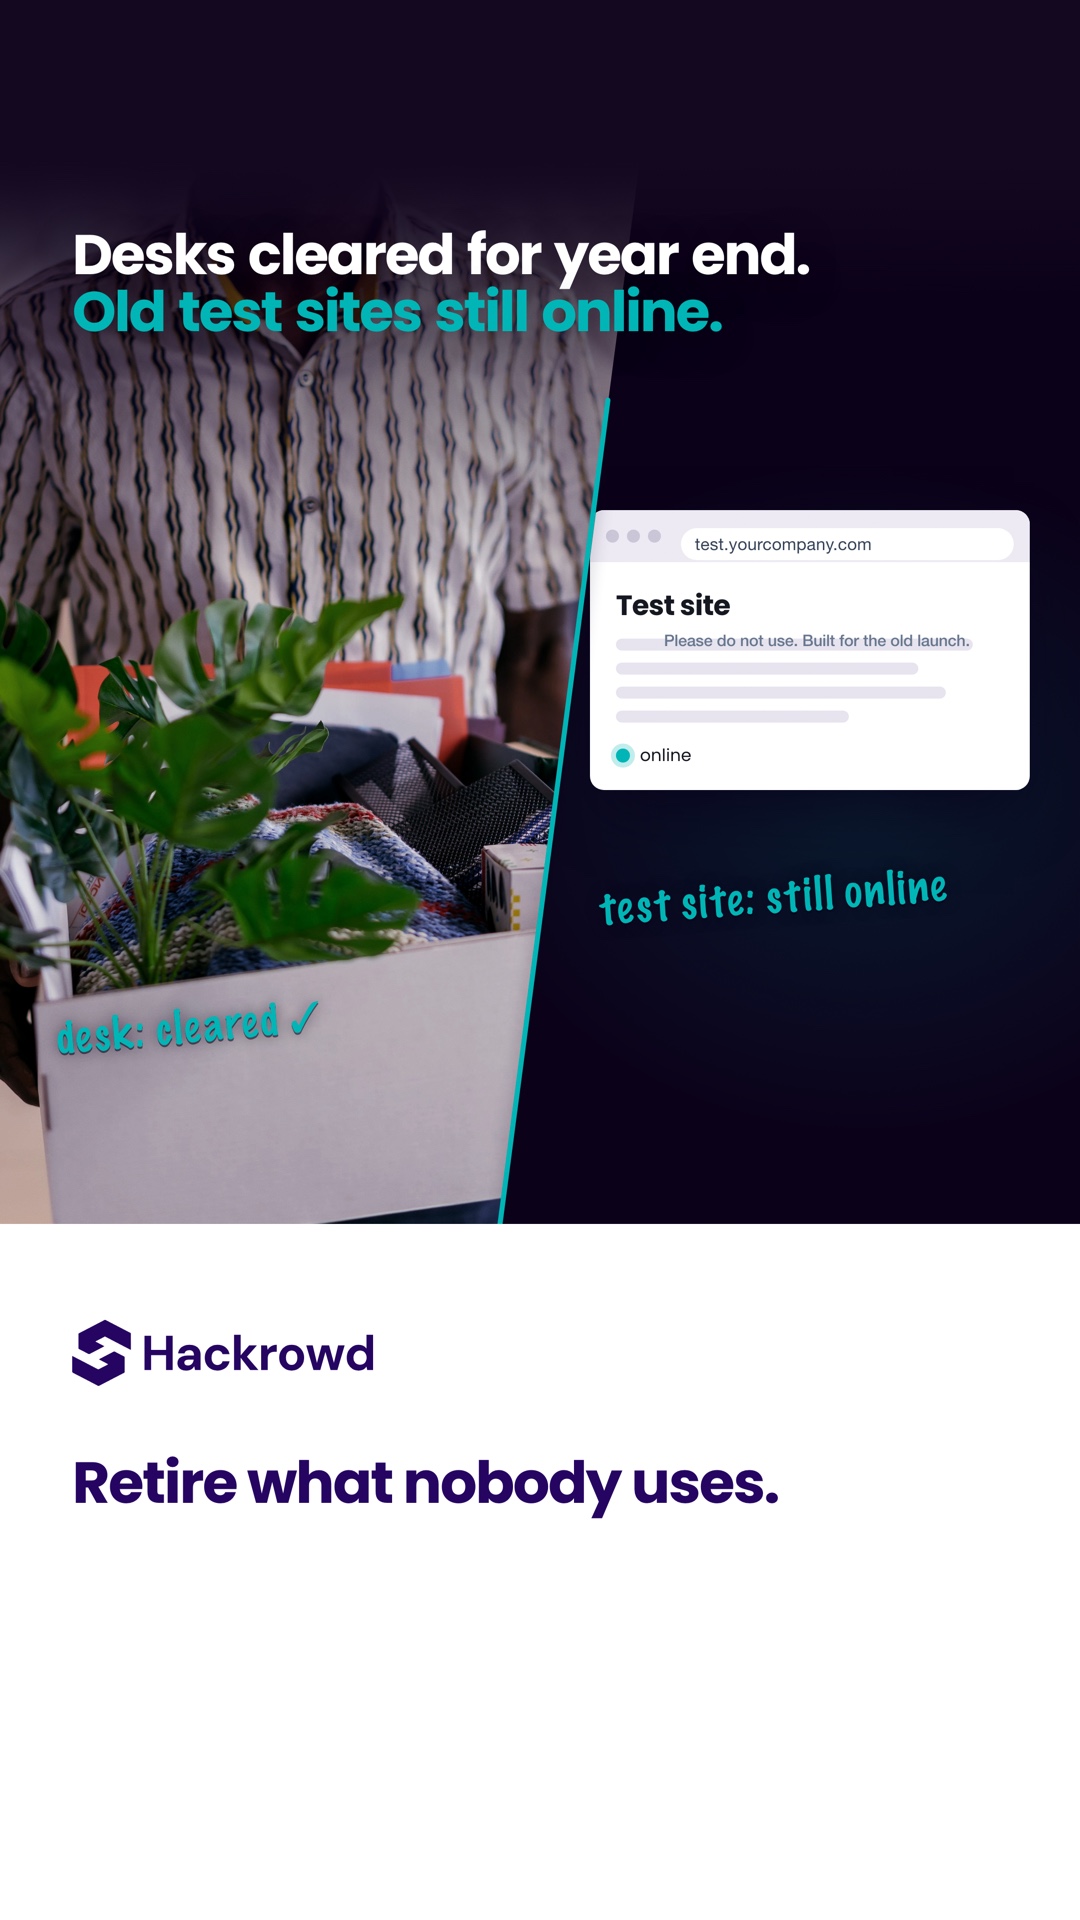 Desks cleared for year end.
Old test sites still online.
test.yourcompany.com
Test site
Please do not use. Built for the old launch.
online
test site: still online
desk: cleared ✓
Hackrowd
Retire what nobody uses.